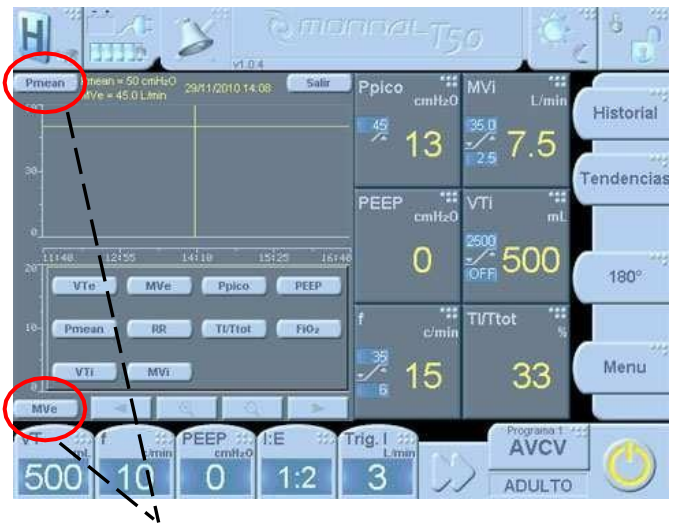 H
monnal-T50
v1.0.4
Pmean
Pmean = 50 cmH2O
MVe = 45.0 L/min
29/11/2010 14:08
Salir
30
0
11:40 12:55 14:10 15:25 16:40
20
VTe MVe Ppico PEEP
10
Pmean RR TI/Ttot FiO2
VTi MVi
0
MVe
Ppico
cmH2O
45
13
MVi
L/min
35.0
2.5
7.5
PEEP
cmH2O
0
VTi
mL
2500
OFF
500
f
c/min
35
6
15
TI/Ttot
%
33
Historial
Tendencias
180°
Menu
VT
mL
500
f
c/min
10
PEEP
cmH2O
0
I:E
1:2
Trig. I
L/min
3
Programa 1
AVCV
ADULTO